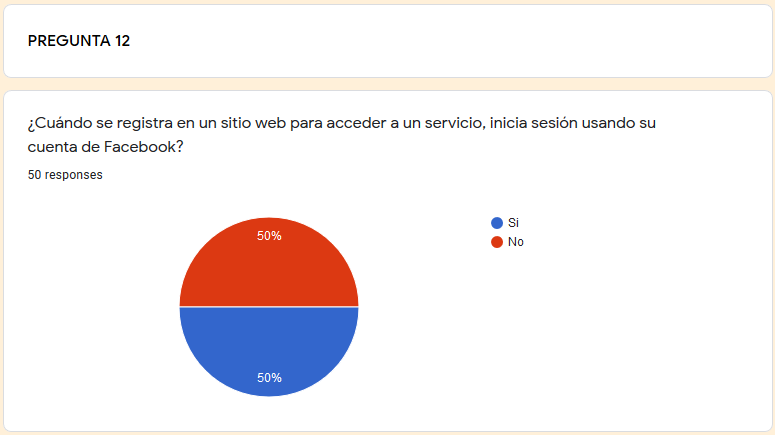 PREGUNTA 12
¿Cuándo se registra en un sitio web para acceder a un servicio, inicia sesión usando su
cuenta de Facebook?
50 responses
50%
50%
Si
No